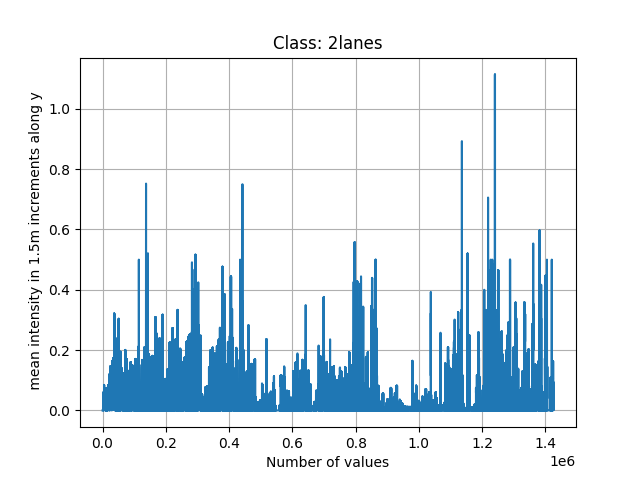 Class: 2lanes
mean intensity in 1.5m increments along y
1.0
0.8
0.6
0.4
0.2
0.0
0.0 0.2 0.4 0.6 0.8 1.0 1.2 1.4
1e6
Number of values